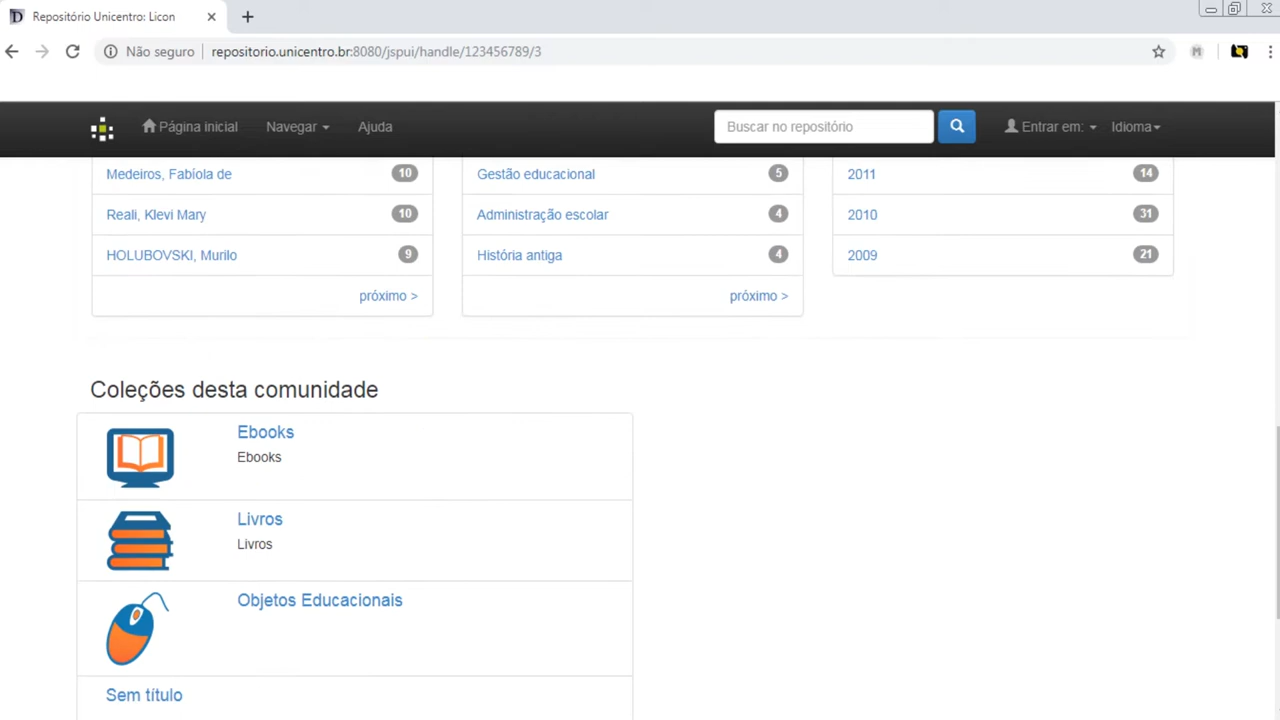 Repositório Unicentro: Licon
Não seguro repositorio.unicentro.br:8080/jspui/handle/123456789/3
M
Página inicial Navegar Ajuda Buscar no repositório Entrar em: Idioma
Medeiros, Fabíola de 10 Gestão educacional 5 2011 14
Reali, Klevi Mary 10 Administração escolar 4 2010 31
HOLUBOVSKI, Murilo 9 História antiga 4 2009 21
próximo > próximo >
Coleções desta comunidade
Ebooks
Ebooks
Livros
Livros
Objetos Educacionais
Sem título